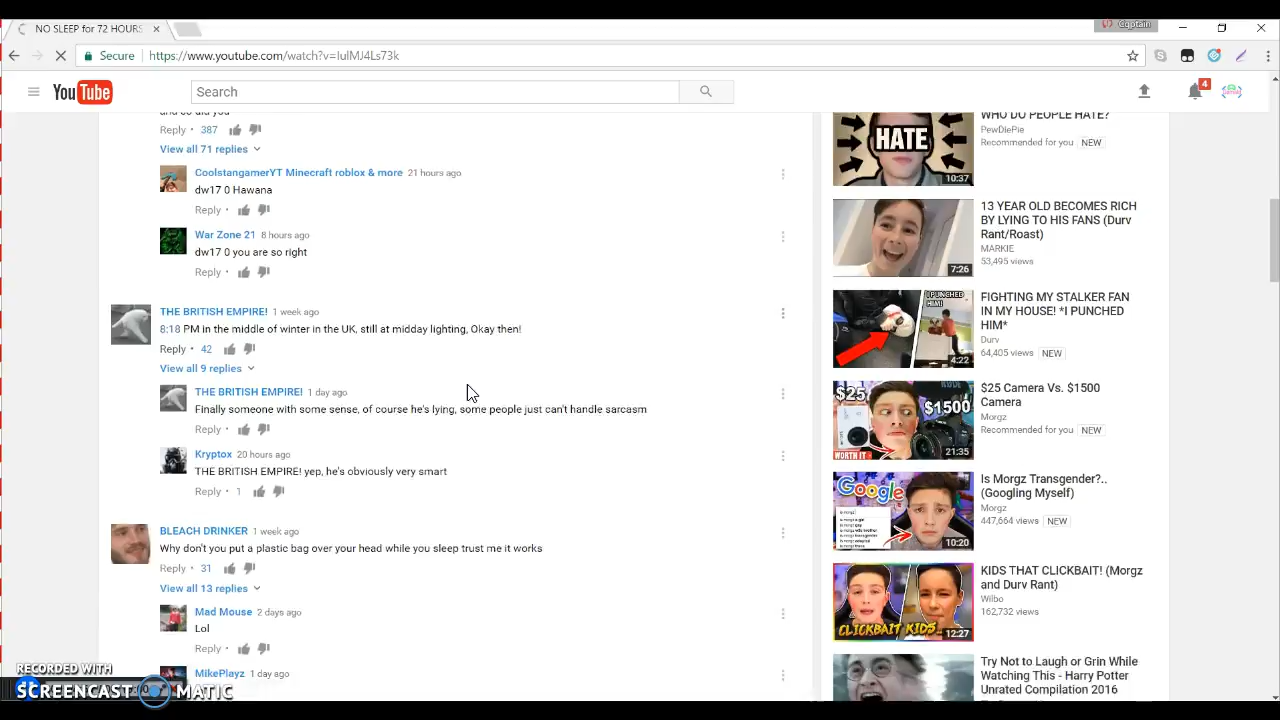 NO SLEEP for 72 HOURS
Captain
Secure
https://www.youtube.com/watch?v=IulMJ4Ls73k
YouTube
Search
4
and so did you
Reply · 387
View all 71 replies
CoolstangamerYT Minecraft roblox & more 21 hours ago
dw17 0 Hawana
Reply ·
War Zone 21 8 hours ago
dw17 0 you are so right
Reply ·
THE BRITISH EMPIRE! 1 week ago
8:18 PM in the middle of winter in the UK, still at midday lighting, Okay then!
Reply · 42
View all 9 replies
THE BRITISH EMPIRE! 1 day ago
Finally someone with some sense, of course he's lying, some people just can't handle sarcasm
Reply ·
Kryptox 20 hours ago
THE BRITISH EMPIRE! yep, he's obviously very smart
Reply · 1
BLEACH DRINKER 1 week ago
Why don't you put a plastic bag over your head while you sleep trust me it works
Reply · 31
View all 13 replies
Mad Mouse 2 days ago
Lol
Reply ·
MikePlayz 1 day ago
WHO DO PEOPLE HATE?
PewDiePie
Recommended for you NEW
HATE
10:37
13 YEAR OLD BECOMES RICH
BY LYING TO HIS FANS (Durv
Rant/Roast)
MARKIE
53,495 views
7:26
FIGHTING MY STALKER FAN
IN MY HOUSE! *I PUNCHED
HIM*
Durv
64,405 views NEW
I PUNCHED
HIM!
4:22
$25 Camera Vs. $1500
Camera
Morgz
Recommended for you NEW
$25
$1500
WORTH IT
21:35
Is Morgz Transgender?..
(Googling Myself)
Morgz
447,664 views NEW
Google
10:20
KIDS THAT CLICKBAIT! (Morgz
and Durv Rant)
Wilbo
162,732 views
CLICKBAIT KIDS
12:27
Try Not to Laugh or Grin While
Watching This - Harry Potter
Unrated Compilation 2016
RECORDED WITH
SCREENCAST MATIC